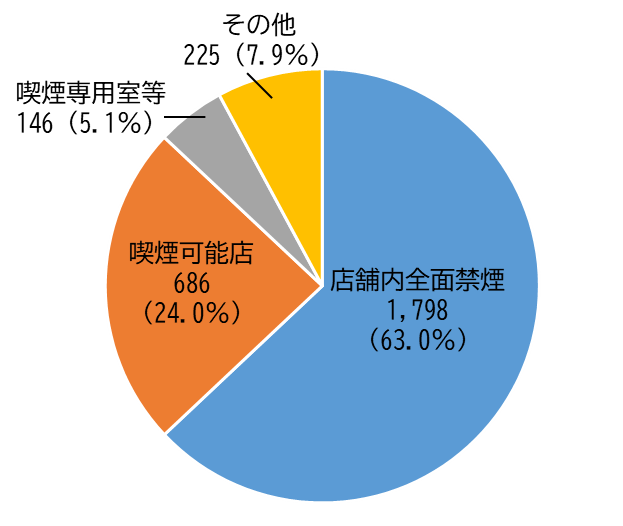 その他
225（7.9%）
喫煙専用室等
146（5.1%）
喫煙可能店
686
（24.0%）
店舗内全面禁煙
1,798
（63.0%）